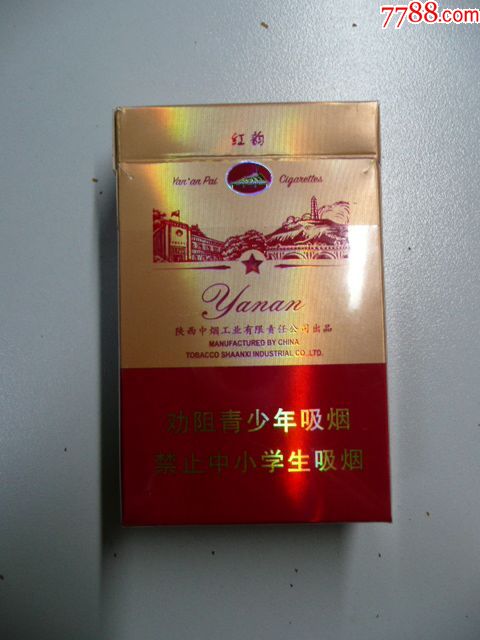 7788.com
红韵
Yan'an Pai Cigarettes
Yanan
陕西中烟工业有限责任公司出品
MANUFACTURED BY CHINA
TOBACCO SHAANXI INDUSTRIAL CO.,LTD.
劝阻青少年吸烟
禁止中小学生吸烟